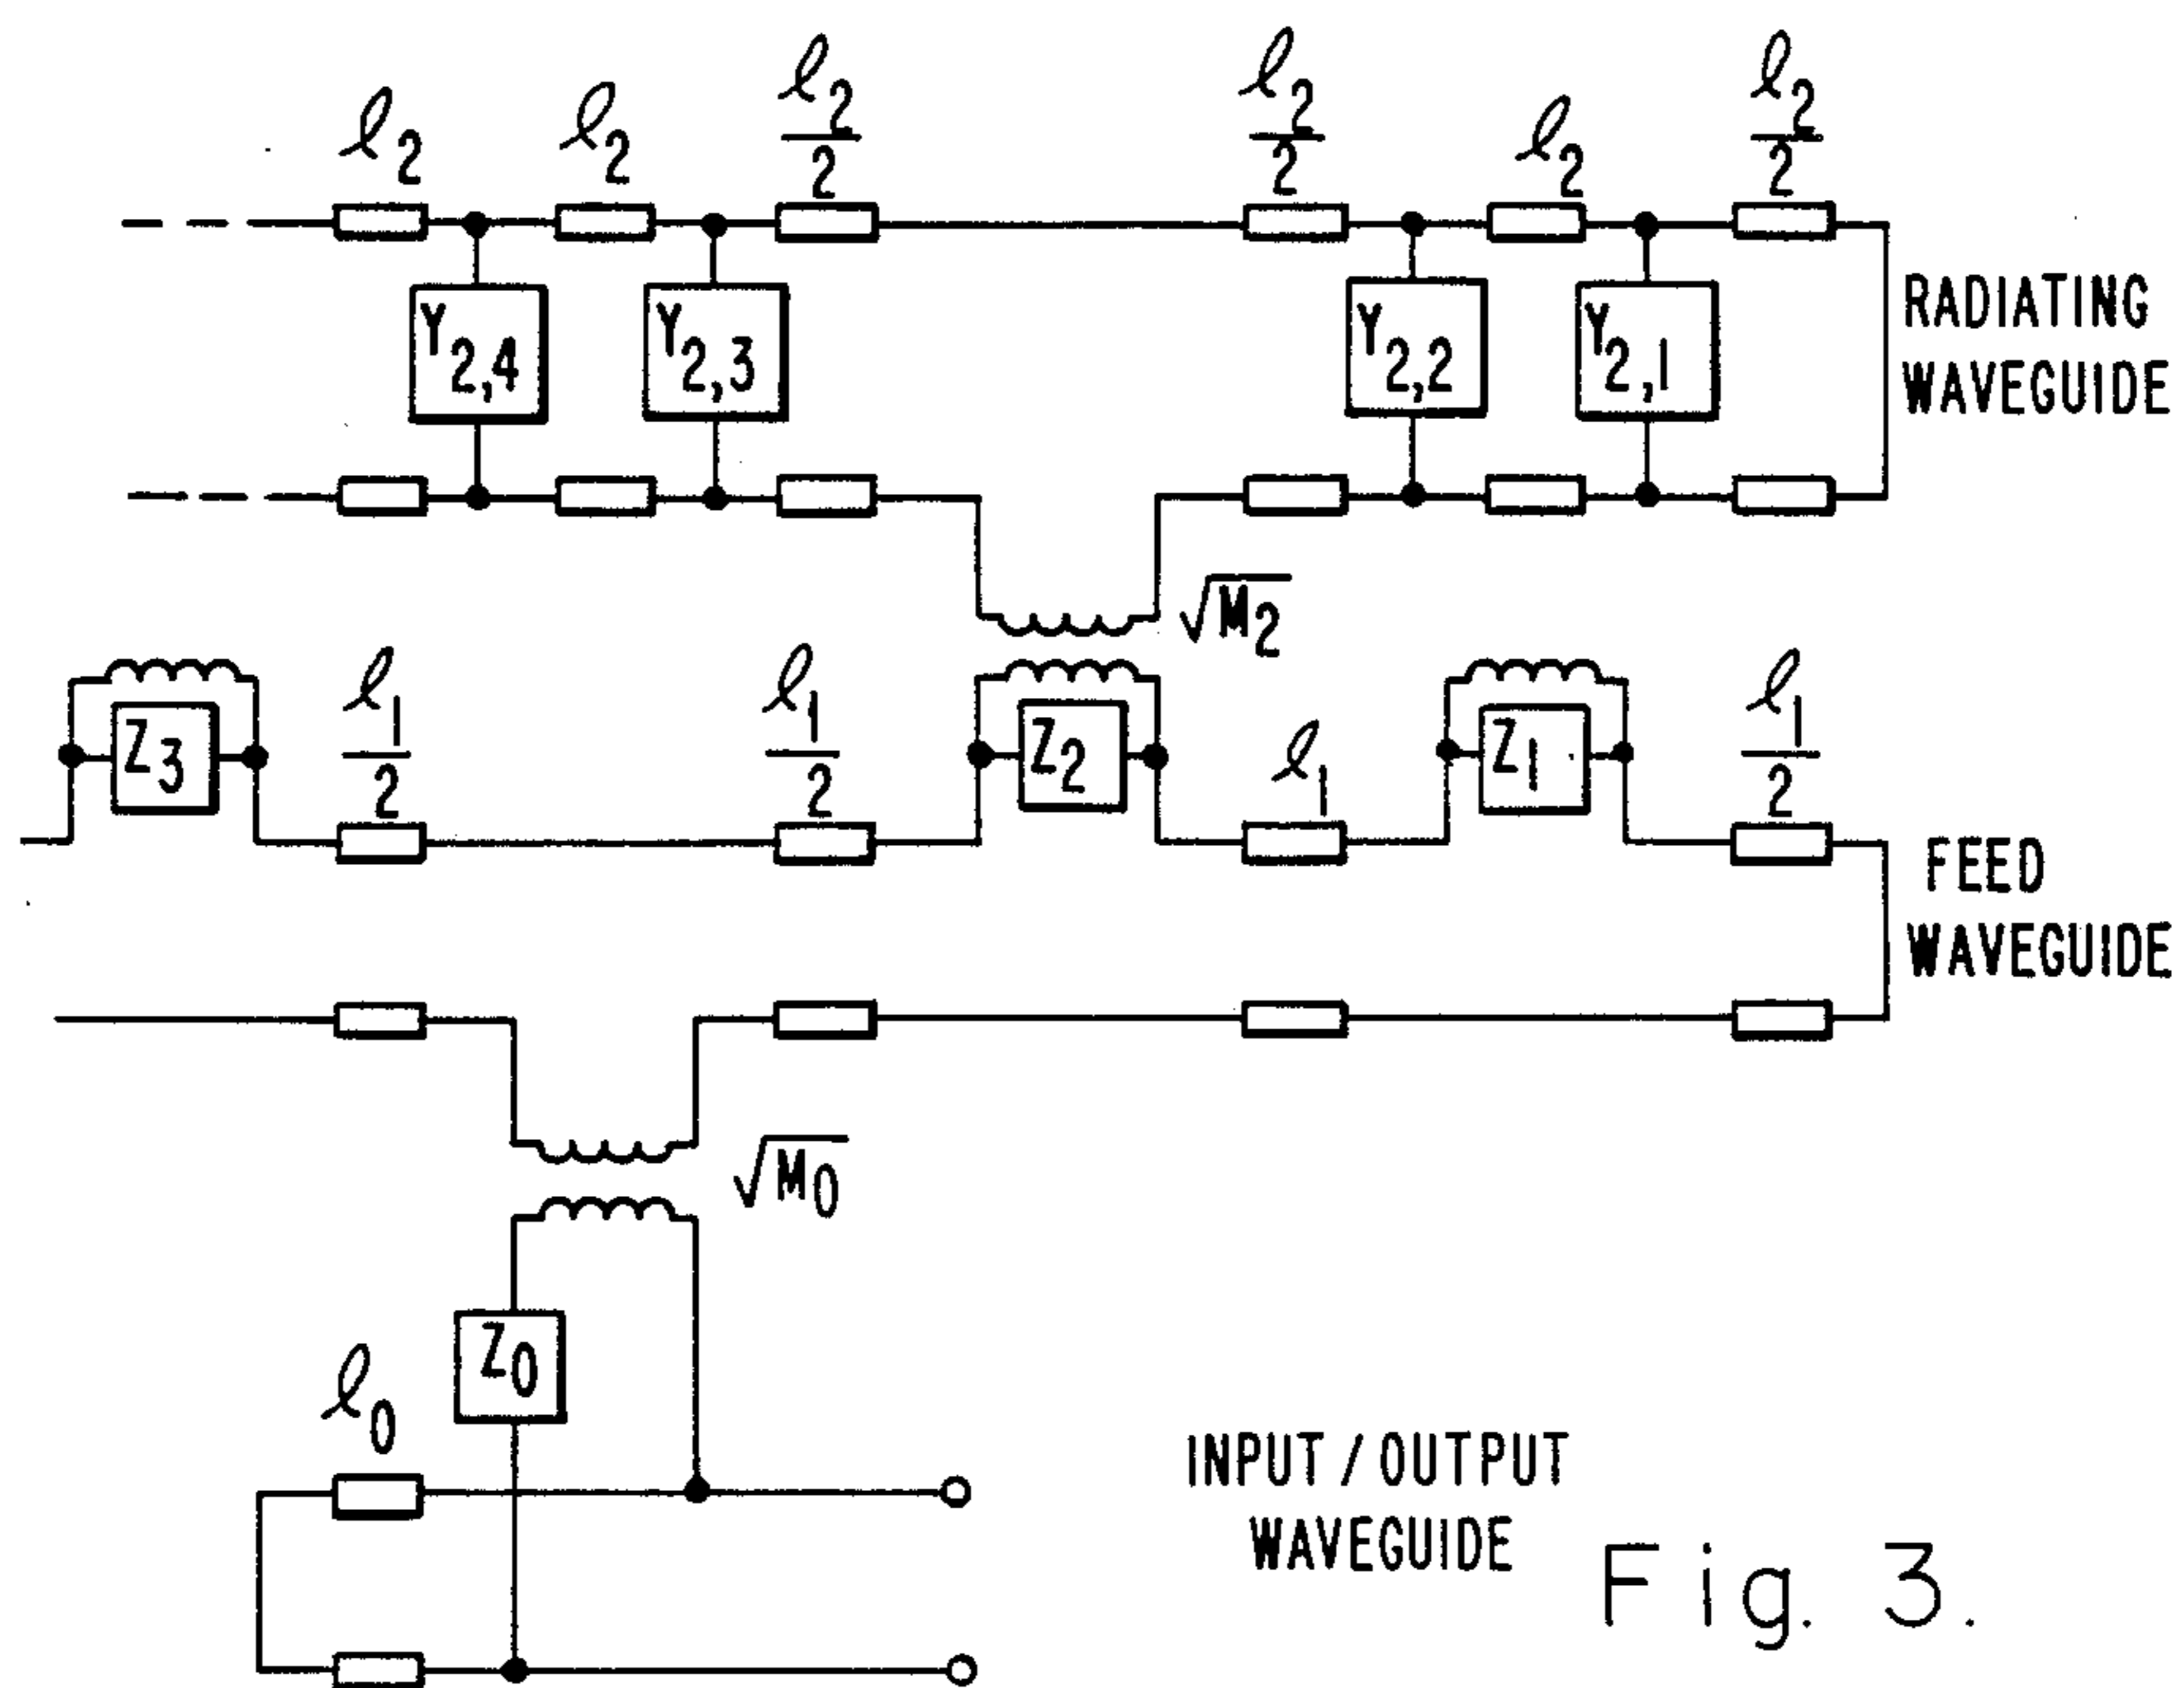 ℓ2 ℓ2 ℓ2/2 ℓ2/2 ℓ2 ℓ2/2
Y2,4 Y2,3 Y2,2 Y2,1
RADIATING
WAVEGUIDE
√M2
Z3 ℓ1/2 ℓ1/2 Z2 ℓ1 Z1 ℓ1/2
FEED
WAVEGUIDE
√M0
Z0
ℓ0
INPUT/OUTPUT
WAVEGUIDE
Fig. 3.